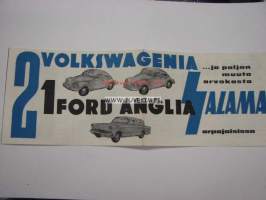 2 VOLKSWAGENIA
1 FORD ANGLIA
...ja paljon
muuta
arvokasta
SALAMA
arpajaisissa